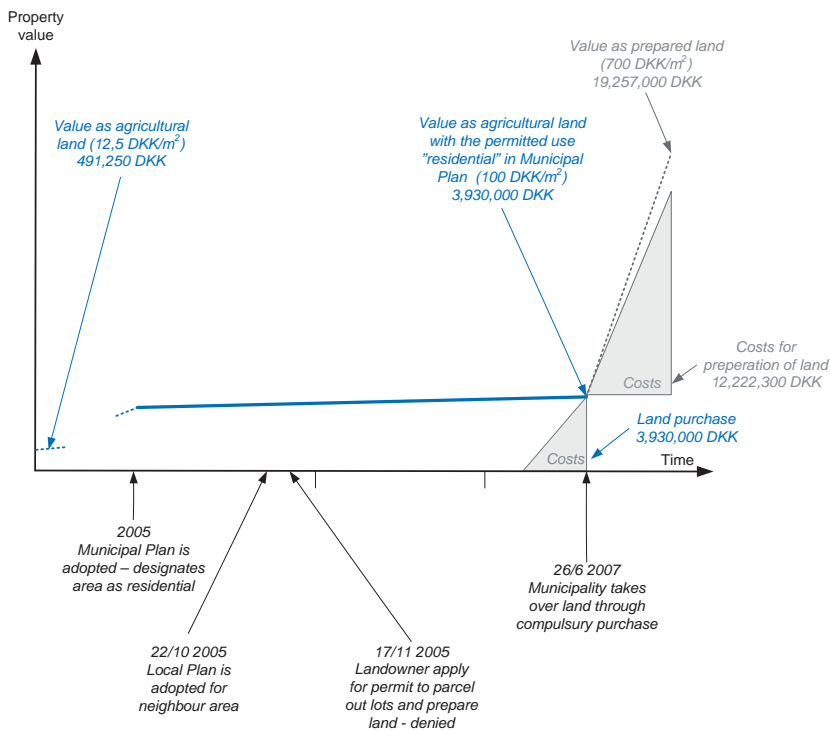 Property
value
Value as prepared land
(700 DKK/m²)
19,257,000 DKK
Value as agricultural
land (12,5 DKK/m²)
491,250 DKK
Value as agricultural land
with the permitted use
”residential” in Municipal
Plan (100 DKK/m²)
3,930,000 DKK
Costs for
preperation of land
12,222,300 DKK
Costs
Land purchase
3,930,000 DKK
Costs
Time
2005
Municipal Plan is
adopted – designates
area as residential
26/6 2007
Municipality takes
over land through
compulsury purchase
22/10 2005
Local Plan is
adopted for
neighbour area
17/11 2005
Landowner apply
for permit to parcel
out lots and prepare
land - denied